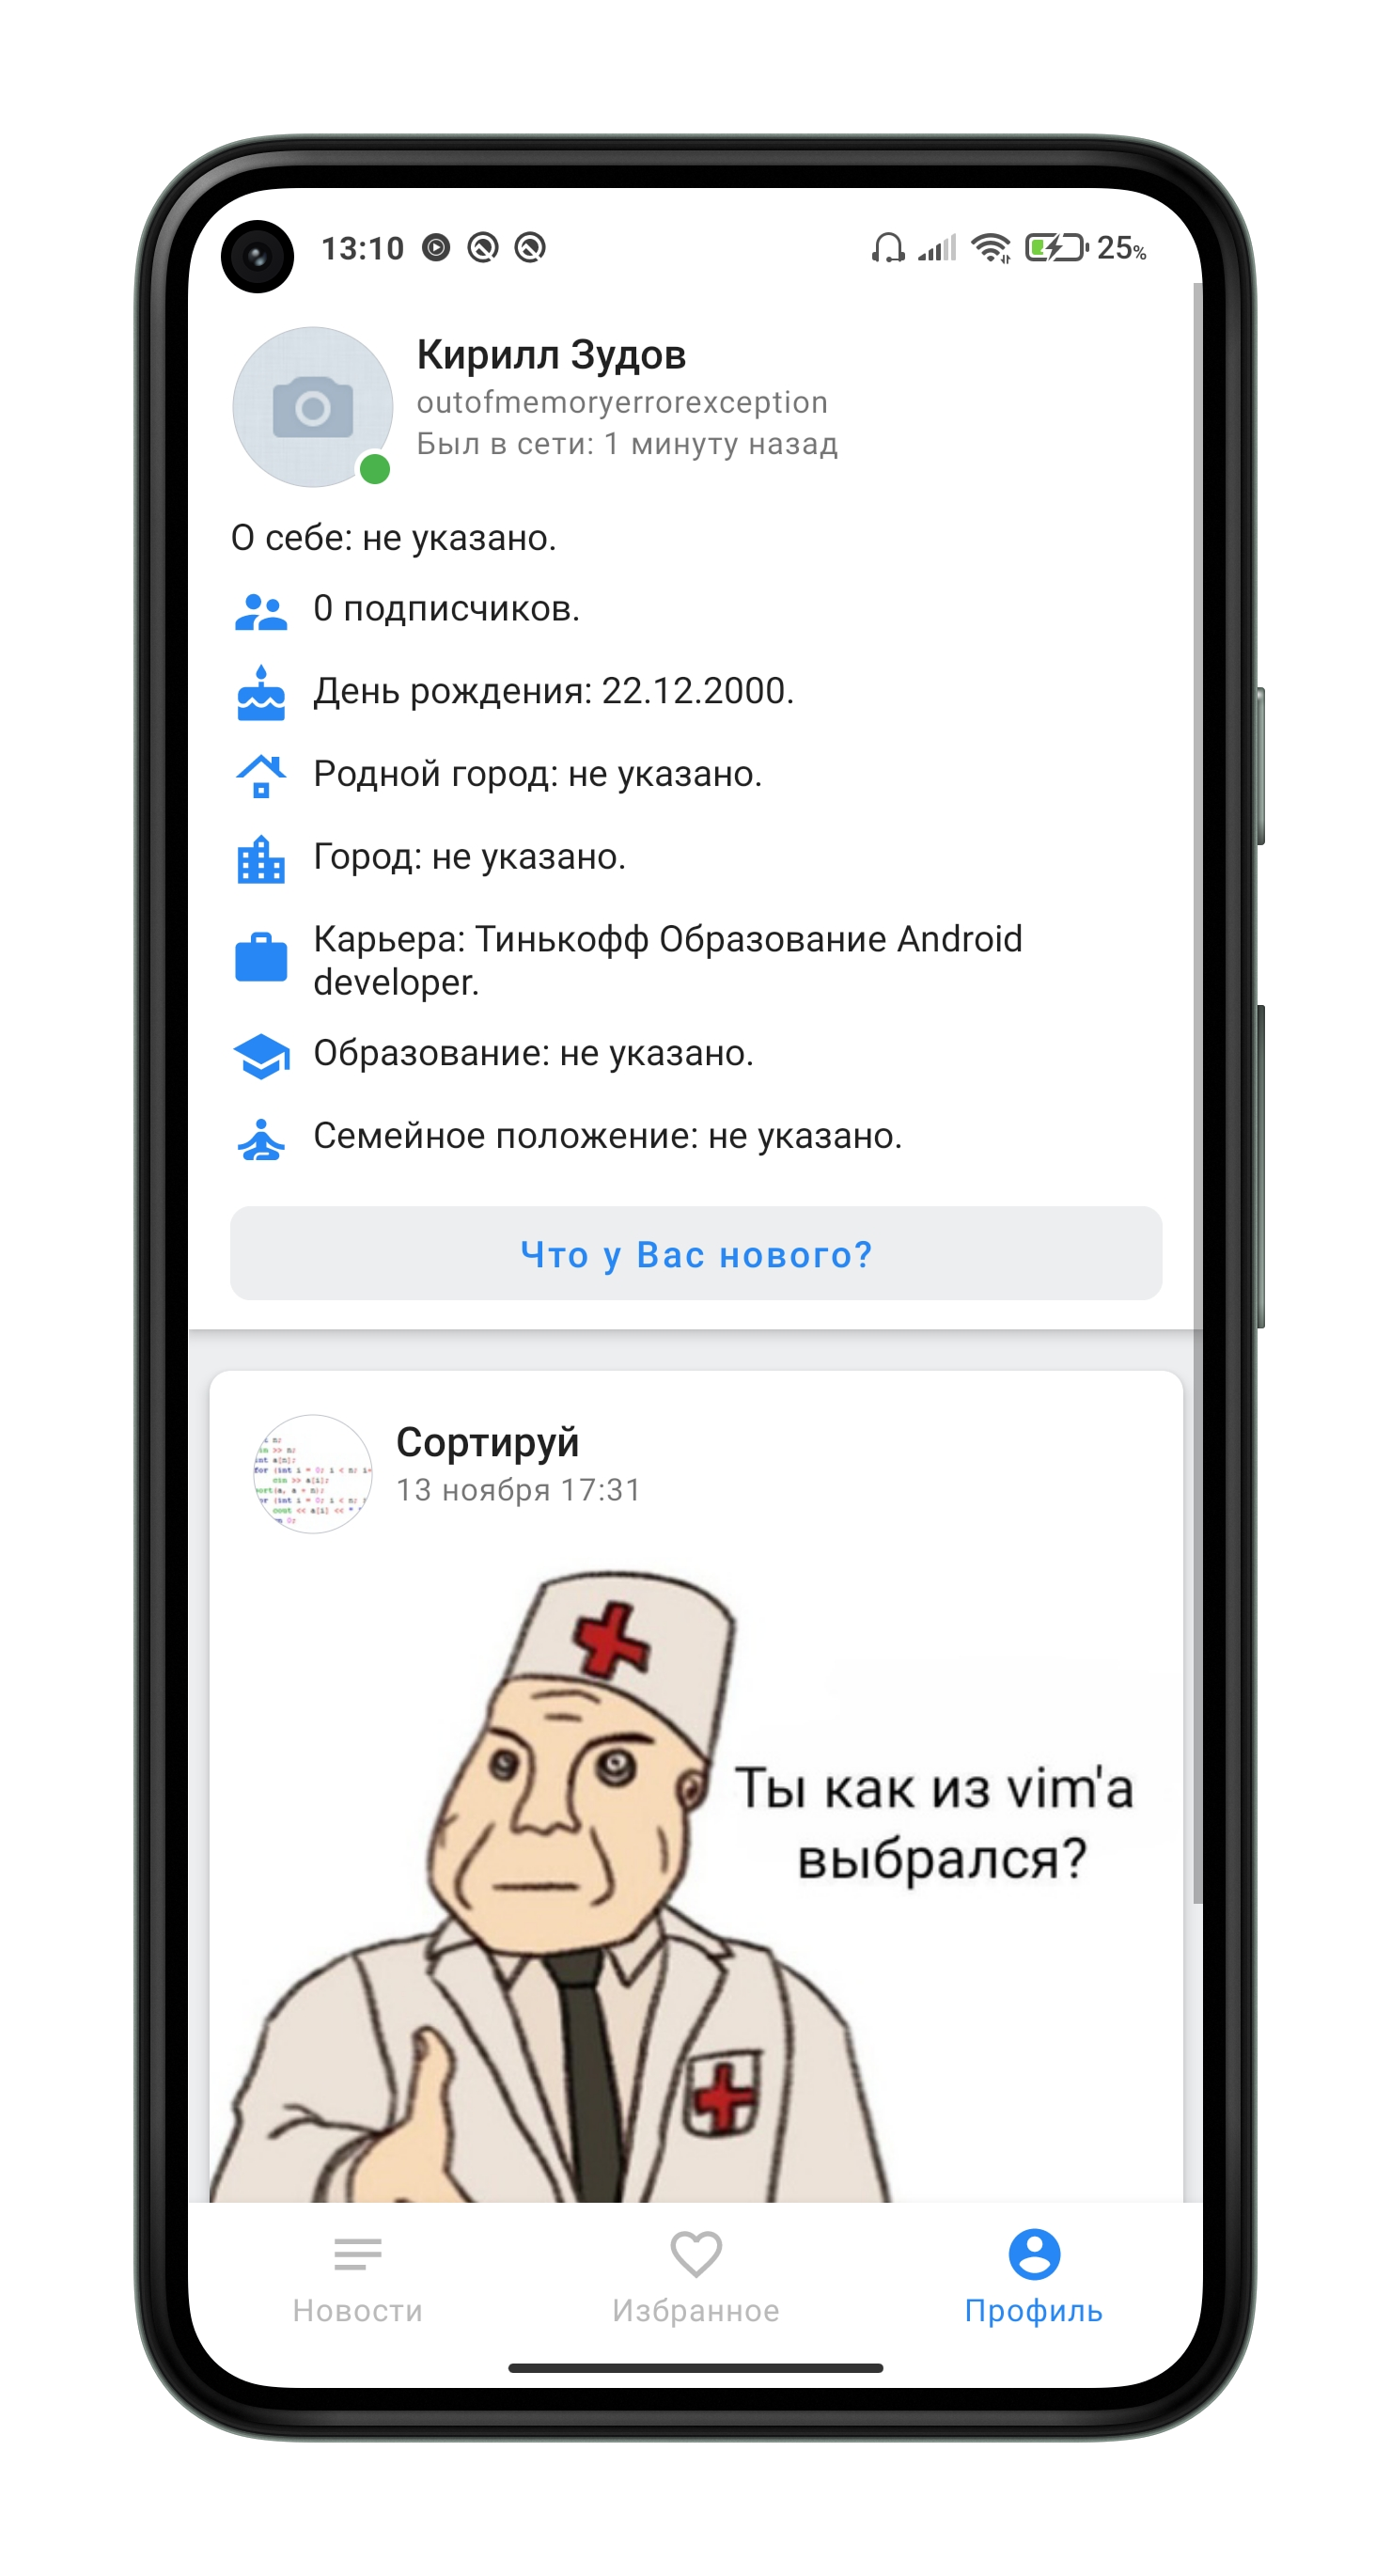 13:10
25%
Кирилл Зудов
outofmemoryerrorexception
Был в сети: 1 минуту назад
О себе: не указано.
0 подписчиков.
День рождения: 22.12.2000.
Родной город: не указано.
Город: не указано.
Карьера: Тинькофф Образование Android
developer.
Образование: не указано.
Семейное положение: не указано.
Что у Вас нового?
Сортируй
13 ноября 17:31
Ты как из vim'а
выбрался?
Новости
Избранное
Профиль